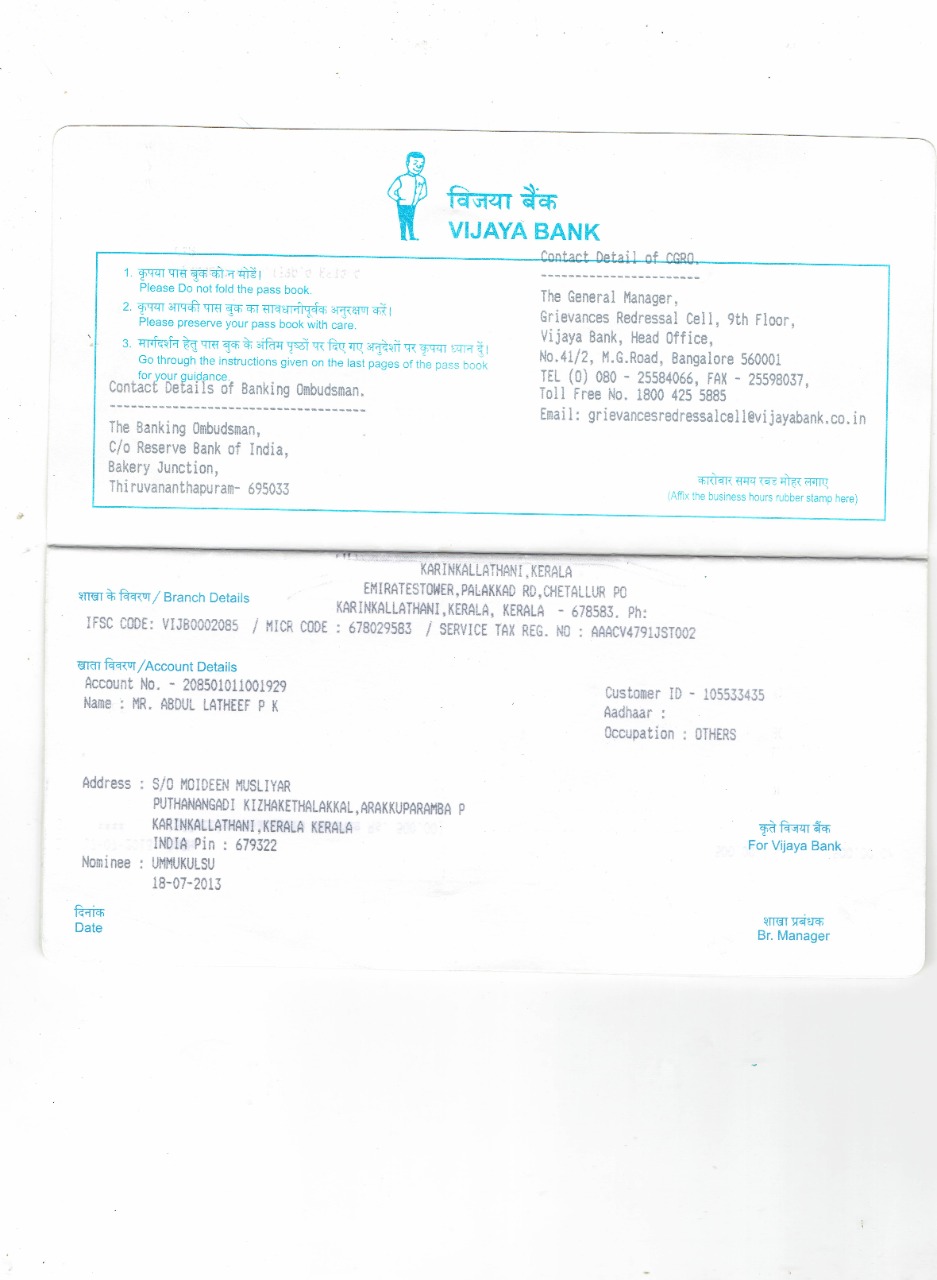 विजया बैंक
VIJAYA BANK
1. कृपया पास बुक को न मोडें।
Please Do not fold the pass book.
2. कृपया आपकी पास बुक का सावधानीपूर्वक अनुरक्षण करें।
Please preserve your pass book with care.
3. मार्गदर्शन हेतु पास बुक के अंतिम पृष्ठों पर दिए गए अनुदेशों पर कृपया ध्यान दें।
Go through the instructions given on the last pages of the pass book
for your guidance
Contact Details of Banking Ombudsman.
------------------------------------
The Banking Ombudsman,
C/o Reserve Bank of India,
Bakery Junction,
Thiruvananthapuram- 695033
Contact Detail of CGRO.
----------------------
The General Manager,
Grievances Redressal Cell, 9th Floor,
Vijaya Bank, Head Office,
No.41/2, M.G.Road, Bangalore 560001
TEL (O) 080 - 25584066, FAX - 25598037,
Toll Free No. 1800 425 5885
Email: grievancesredressalcell@vijayabank.co.in
कारोबार समय रबड मोहर लगाए
(Affix the business hours rubber stamp here)
KARINKALLATHANI,KERALA
EMIRATESTOWER,PALAKKAD RD,CHETALLUR PO
शाखा के विवरण / Branch Details
KARINKALLATHANI,KERALA, KERALA - 678583. Ph:
IFSC CODE: VIJB0002085 / MICR CODE : 678029583 / SERVICE TAX REG. NO : AAACV4791JST002
खाता विवरण /Account Details
Account No. - 208501011001929
Name : MR. ABDUL LATHEEF P K
Customer ID - 105533435
Aadhaar :
Occupation : OTHERS
Address : S/O MOIDEEN MUSLIYAR
PUTHANANGADI KIZHAKETHALAKKAL,ARAKKUPARAMBA P
KARINKALLATHANI,KERALA KERALA
INDIA Pin : 679322
Nominee : UMMUKULSU
18-07-2013
कृते विजया बैंक
For Vijaya Bank
दिनांक
Date
शाखा प्रबंधक
Br. Manager